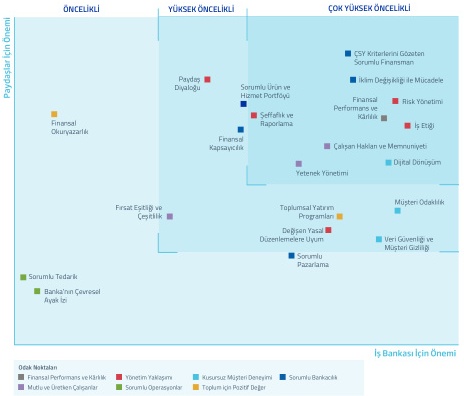 ÖNCELİKLİ
YÜKSEK ÖNCELİKLİ
ÇOK YÜKSEK ÖNCELİKLİ
Paydaşlar İçin Önemi
ÇSY Kriterlerini Gözeten
Sorumlu Finansman
Paydaş
Diyaloğu
İklim Değişikliği ile Mücadele
Sorumlu Ürün ve
Hizmet Portföyü
Finansal
Performans ve
Kârlılık
Risk Yönetimi
Finansal
Okuryazarlık
Şeffaflık ve
Raporlama
İş Etiği
Finansal
Kapsayıcılık
Çalışan Hakları ve Memnuniyeti
Dijital Dönüşüm
Yetenek Yönetimi
Fırsat Eşitliği ve
Çeşitlilik
Toplumsal Yatırım
Programları
Müşteri Odaklılık
Değişen Yasal
Düzenlemelere Uyum
Veri Güvenliği ve
Müşteri Gizliliği
Sorumlu
Pazarlama
Sorumlu Tedarik
Banka'nın Çevresel
Ayak İzi
İş Bankası İçin Önemi
Odak Noktaları
Finansal Performans ve Kârlılık
Yönetim Yaklaşımı
Kusursuz Müşteri Deneyimi
Sorumlu Bankacılık
Mutlu ve Üretken Çalışanlar
Sorumlu Operasyonlar
Toplum için Pozitif Değer